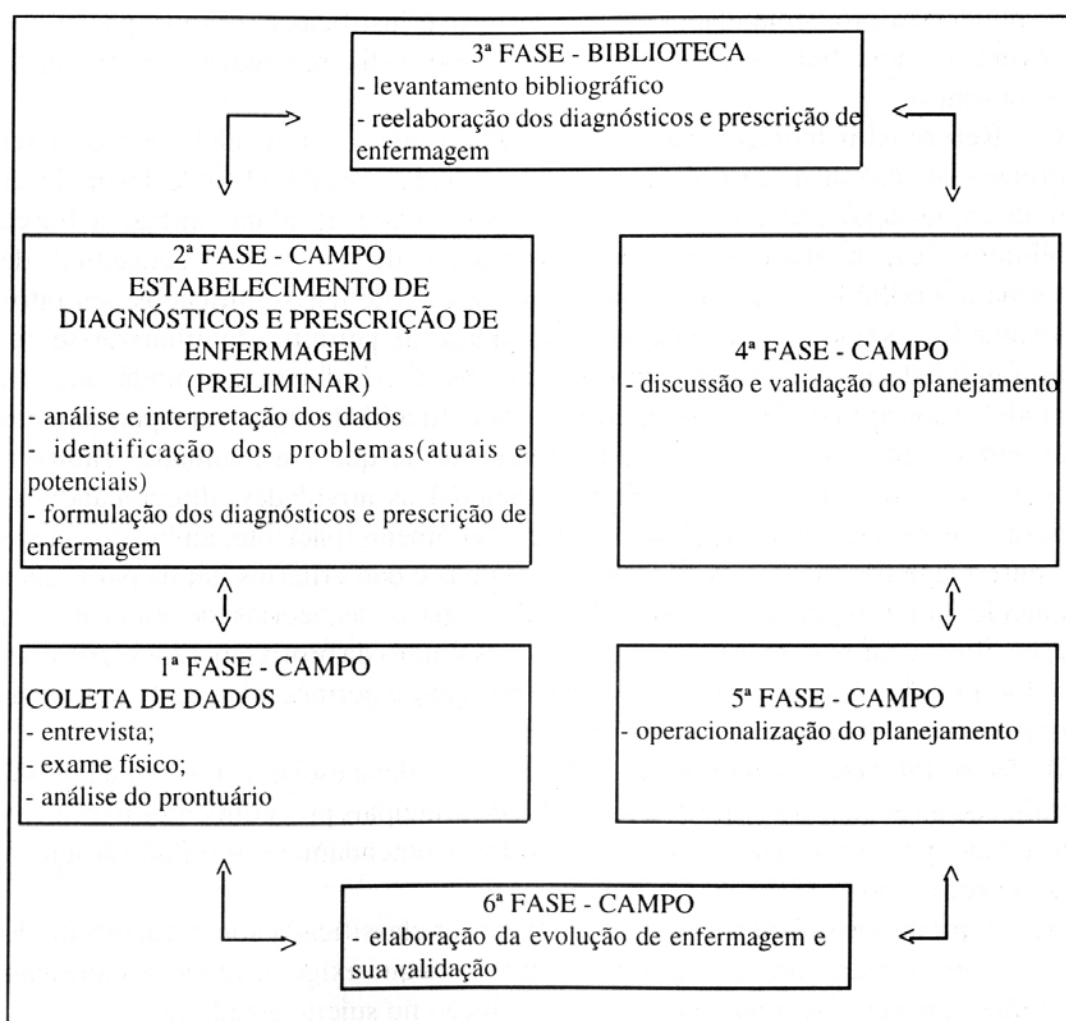 3ª FASE - BIBLIOTECA
- levantamento bibliográfico
- reelaboração dos diagnósticos e prescrição de
enfermagem
2ª FASE - CAMPO
ESTABELECIMENTO DE
DIAGNÓSTICOS E PRESCRIÇÃO DE
ENFERMAGEM
(PRELIMINAR)
- análise e interpretação dos dados
- identificação dos problemas(atuais e
potenciais)
- formulação dos diagnósticos e prescrição de
enfermagem
4ª FASE - CAMPO
- discussão e validação do planejamento
1ª FASE - CAMPO
COLETA DE DADOS
- entrevista;
- exame físico;
- análise do prontuário
5ª FASE - CAMPO
- operacionalização do planejamento
6ª FASE - CAMPO
- elaboração da evolução de enfermagem e
sua validação